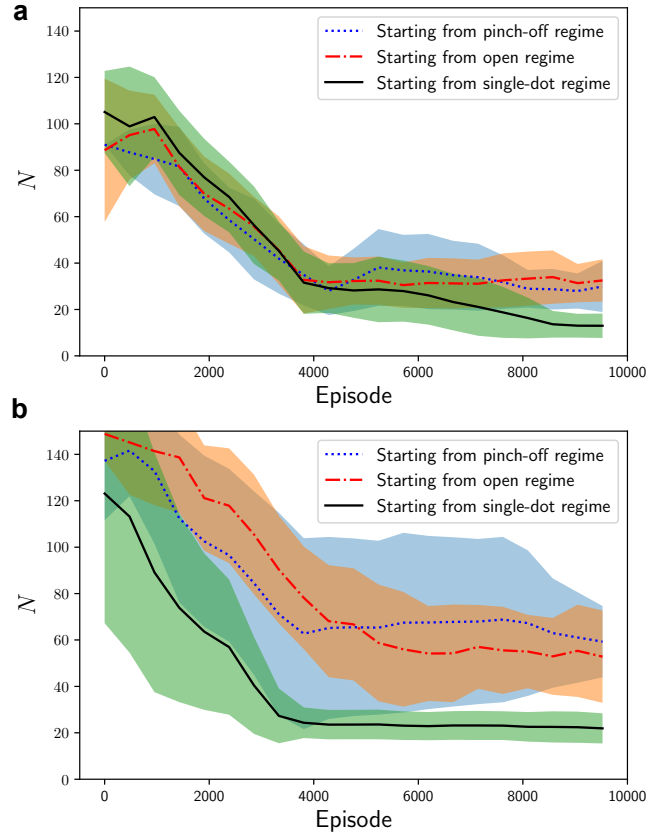 a
140
120
100
80
60
40
20
0
N
Starting from pinch-off regime
Starting from open regime
Starting from single-dot regime
0 2000 4000 6000 8000 10000
Episode
b
140
120
100
80
60
40
20
0
N
Starting from pinch-off regime
Starting from open regime
Starting from single-dot regime
0 2000 4000 6000 8000 10000
Episode